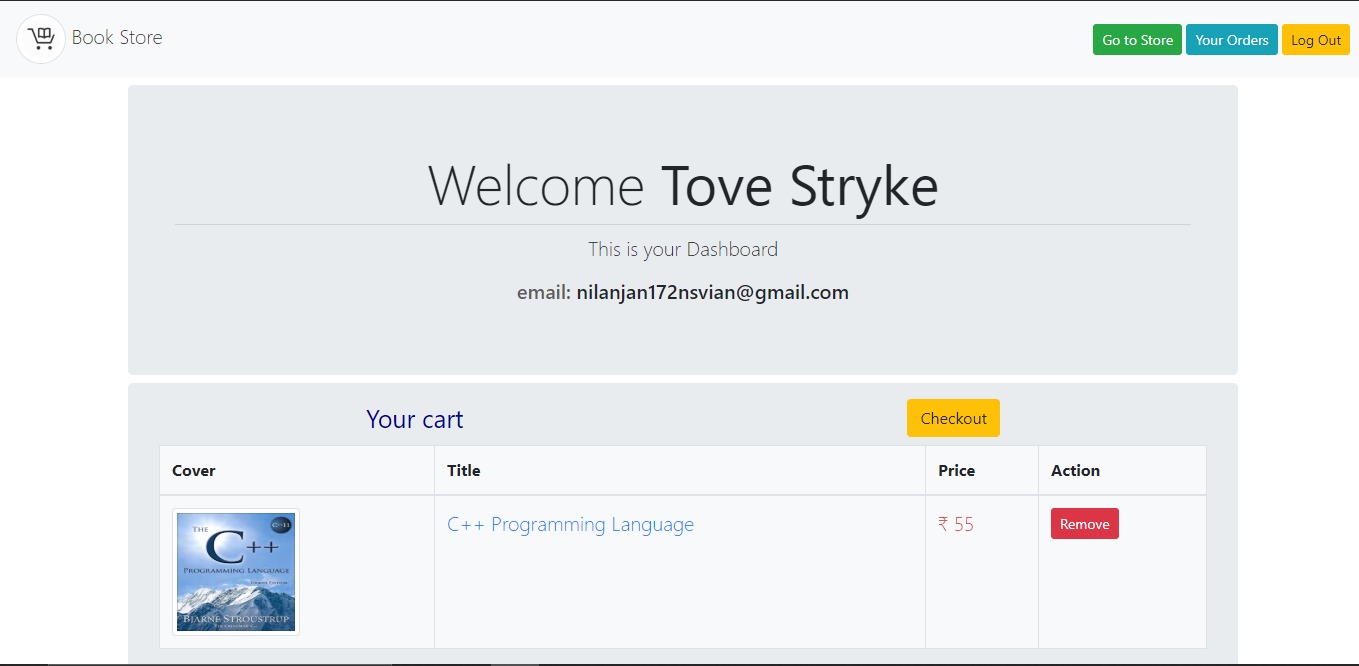 Book Store
Go to Store Your Orders Log Out
Welcome Tove Stryke
This is your Dashboard
email: nilanjan172nsvian@gmail.com
Your cart Checkout
Cover Title Price Action
C++ Programming Language ₹ 55 Remove
THE C++11
C++
PROGRAMMING LANGUAGE
FOURTH EDITION
BJARNE STROUSTRUP